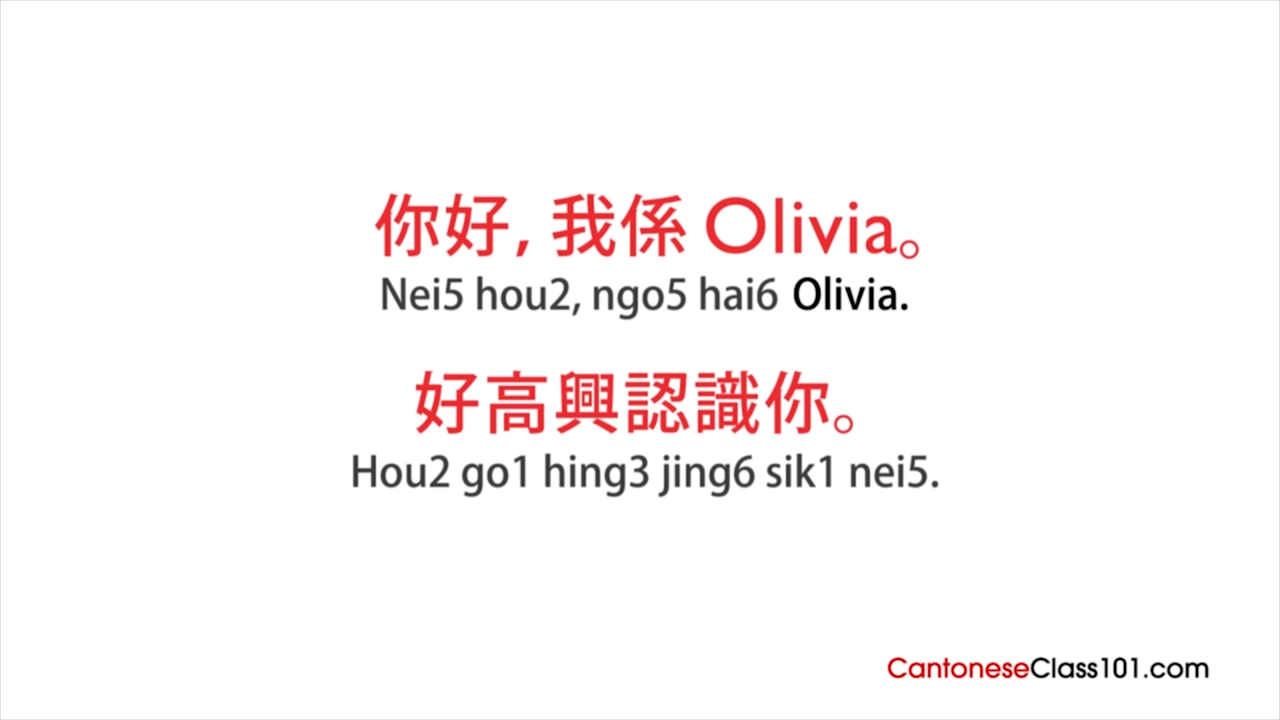 你好, 我係 Olivia。
Nei5 hou2, ngo5 hai6 Olivia.
好高興認識你。
Hou2 go1 hing3 jing6 sik1 nei5.
CantoneseClass101.com